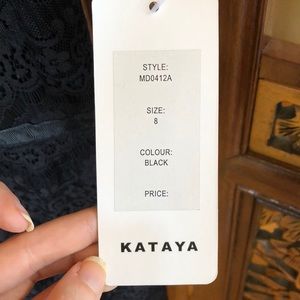 STYLE:
MD0412A
SIZE:
8
COLOUR:
BLACK
PRICE:
KATAYA